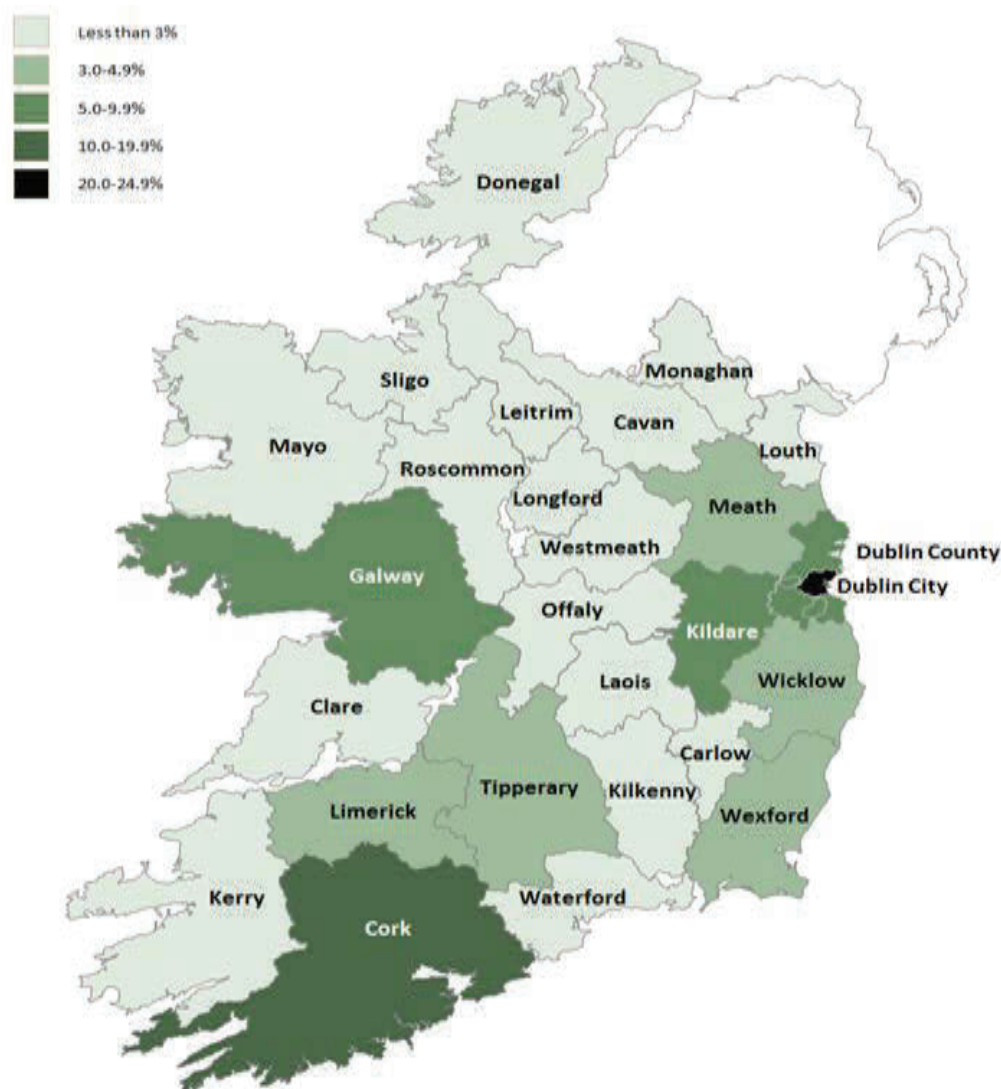 Less than 3%
3.0-4.9%
5.0-9.9%
10.0-19.9%
20.0-24.9%
Donegal
Monaghan
Sligo
Leitrim
Cavan
Mayo
Louth
Roscommon
Longford
Meath
Westmeath
Dublin County
Galway
Dublin City
Offaly
Kildare
Laois
Wicklow
Clare
Carlow
Tipperary
Kilkenny
Limerick
Wexford
Kerry
Waterford
Cork